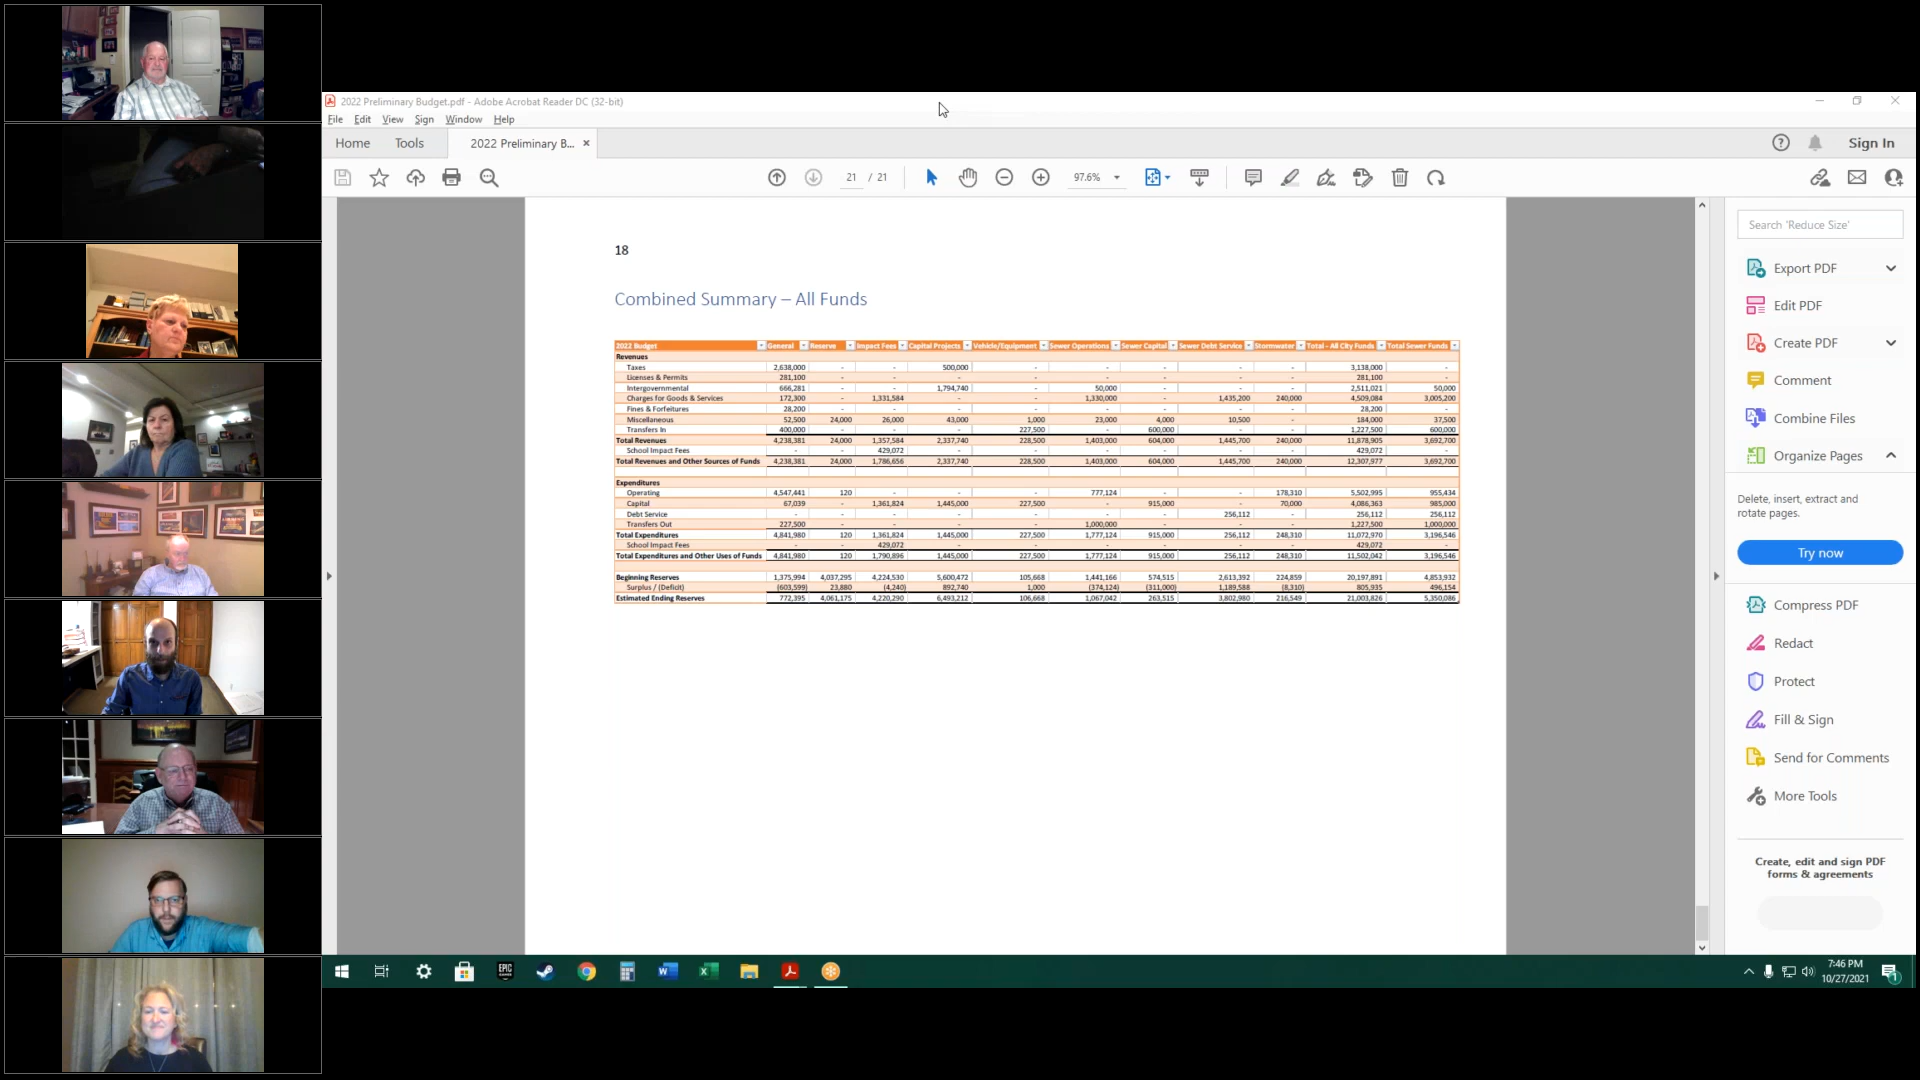 2022 Preliminary Budget.pdf - Adobe Acrobat Reader DC (32-bit)
File Edit View Sign Window Help
Home Tools 2022 Preliminary B... × Sign In
21 / 21 97.6%
18
Combined Summary – All Funds
2022 Budget General Reserve Impact Fees Capital Projects Vehicle/Equipment Sewer Operations Sewer Capital Sewer Debt Service Stormwater Total - All City Funds Total Sewer Funds
Revenues
Taxes 2,638,000 - - 500,000 - - - - - 3,138,000 -
Licenses & Permits 281,100 - - - - - - - - 281,100 -
Intergovernmental 666,281 - - 1,794,740 - 50,000 - - - 2,511,021 50,000
Charges for Goods & Services 172,300 - 1,331,584 - - 1,330,000 - 1,435,200 240,000 4,509,084 3,005,200
Fines & Forfeitures 28,200 - - - - - - - - 28,200 -
Miscellaneous 52,500 24,000 26,000 43,000 1,000 23,000 4,000 10,500 - 184,000 37,500
Transfers In 400,000 - - - 227,500 - 600,000 - - 1,227,500 600,000
Total Revenues 4,238,381 24,000 1,357,584 2,337,740 228,500 1,403,000 604,000 1,445,700 240,000 11,878,905 3,692,700
School Impact Fees - - 429,072 - - - - - - 429,072 -
Total Revenues and Other Sources of Funds 4,238,381 24,000 1,786,656 2,337,740 228,500 1,403,000 604,000 1,445,700 240,000 12,307,977 3,692,700
Expenditures
Operating 4,547,441 120 - - - 777,124 - - 178,310 5,502,995 955,434
Capital 67,039 - 1,361,824 1,445,000 227,500 - 915,000 - 70,000 4,086,363 985,000
Debt Service - - - - - - - 256,112 - 256,112 256,112
Transfers Out 227,500 - - - - 1,000,000 - - - 1,227,500 1,000,000
Total Expenditures 4,841,980 120 1,361,824 1,445,000 227,500 1,777,124 915,000 256,112 248,310 11,072,970 3,196,546
School Impact Fees - - 429,072 - - - - - - 429,072 -
Total Expenditures and Other Uses of Funds 4,841,980 120 1,790,896 1,445,000 227,500 1,777,124 915,000 256,112 248,310 11,502,042 3,196,546
Beginning Reserves 1,375,994 4,037,295 4,224,530 5,600,472 105,668 1,441,166 574,515 2,613,392 224,859 20,197,891 4,853,932
Surplus / (Deficit) (603,599) 23,880 (4,240) 892,740 1,000 (374,124) (311,000) 1,189,588 (8,310) 805,935 496,154
Estimated Ending Reserves 772,395 4,061,175 4,220,290 6,493,212 106,668 1,067,042 263,515 3,802,980 216,549 21,003,826 5,350,086
Search 'Reduce Size'
Export PDF
Edit PDF
Create PDF
Comment
Combine Files
Organize Pages
Delete, insert, extract and
rotate pages.
Try now
Compress PDF
Redact
Protect
Fill & Sign
Send for Comments
More Tools
Create, edit and sign PDF
forms & agreements
EPIC
7:46 PM
10/27/2021
1